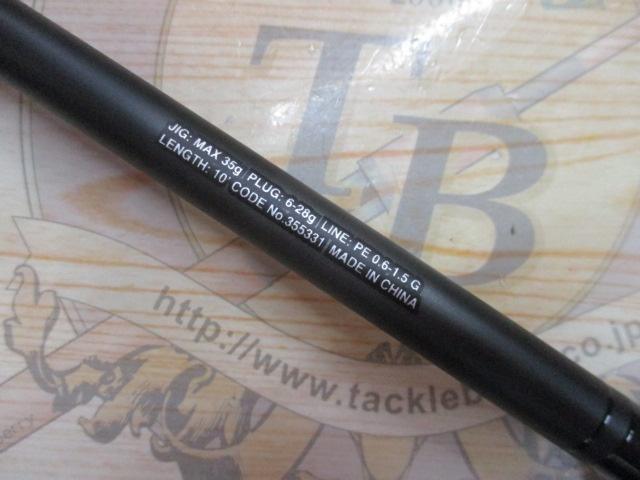 TB
JIG: MAX 35g | PLUG: 6-28g | LINE: PE 0.6-1.5 G
LENGTH: 10' CODE No.355331 | MADE IN CHINA
http://www.tackleb
co.jp
erry